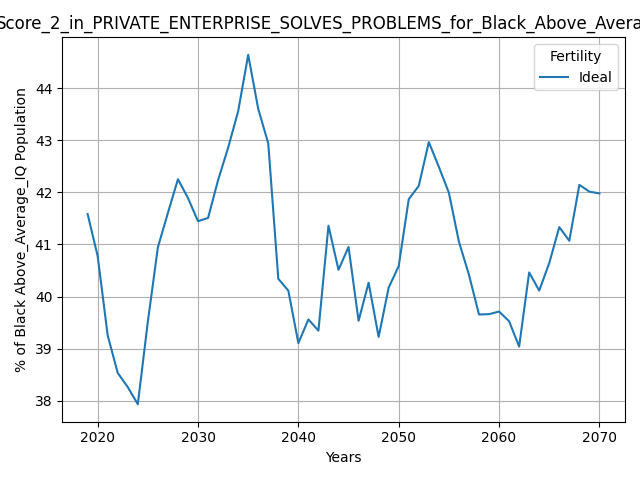 Score_2_in_PRIVATE_ENTERPRISE_SOLVES_PROBLEMS_for_Black_Above_Avera
Fertility
Ideal
% of Black Above_Average_IQ Population
44
43
42
41
40
39
38
2020 2030 2040 2050 2060 2070
Years